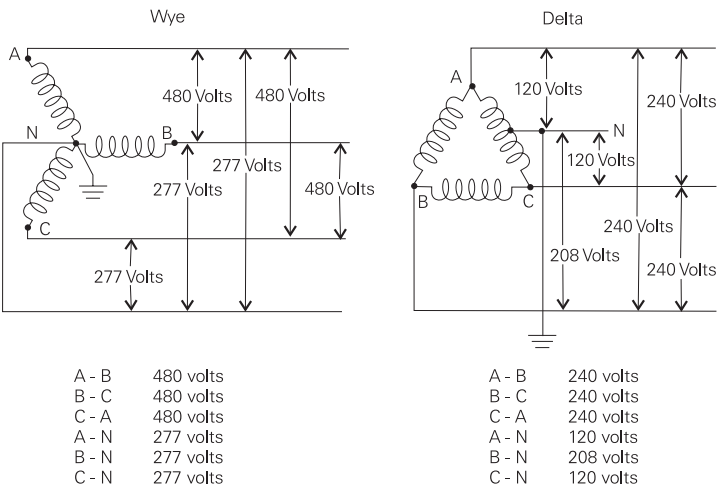 Wye
A
480 Volts
480 Volts
N
B
277 Volts
277 Volts
480 Volts
C
277 Volts
A - B 480 volts
B - C 480 volts
C - A 480 volts
A - N 277 volts
B - N 277 volts
C - N 277 volts
Delta
A
120 Volts
240 Volts
N
120 Volts
B
C
240 Volts
208 Volts
240 Volts
A - B 240 volts
B - C 240 volts
C - A 240 volts
A - N 120 volts
B - N 208 volts
C - N 120 volts